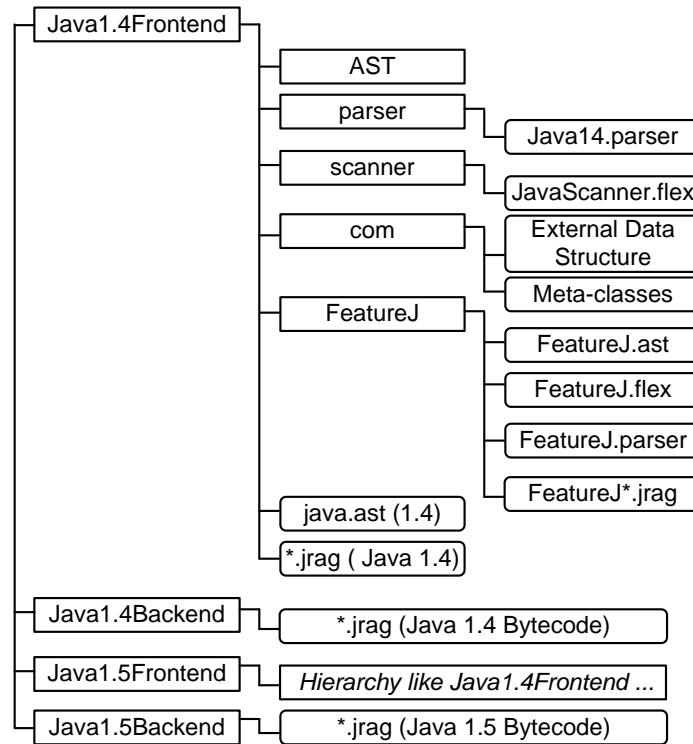 Java1.4Frontend
AST
parser
Java14.parser
scanner
JavaScanner.flex
com
External Data
Structure
Meta-classes
FeatureJ
FeatureJ.ast
FeatureJ.flex
FeatureJ.parser
FeatureJ*.jrag
java.ast (1.4)
*.jrag ( Java 1.4)
Java1.4Backend
*.jrag (Java 1.4 Bytecode)
Java1.5Frontend
Hierarchy like Java1.4Frontend ...
Java1.5Backend
*.jrag (Java 1.5 Bytecode)